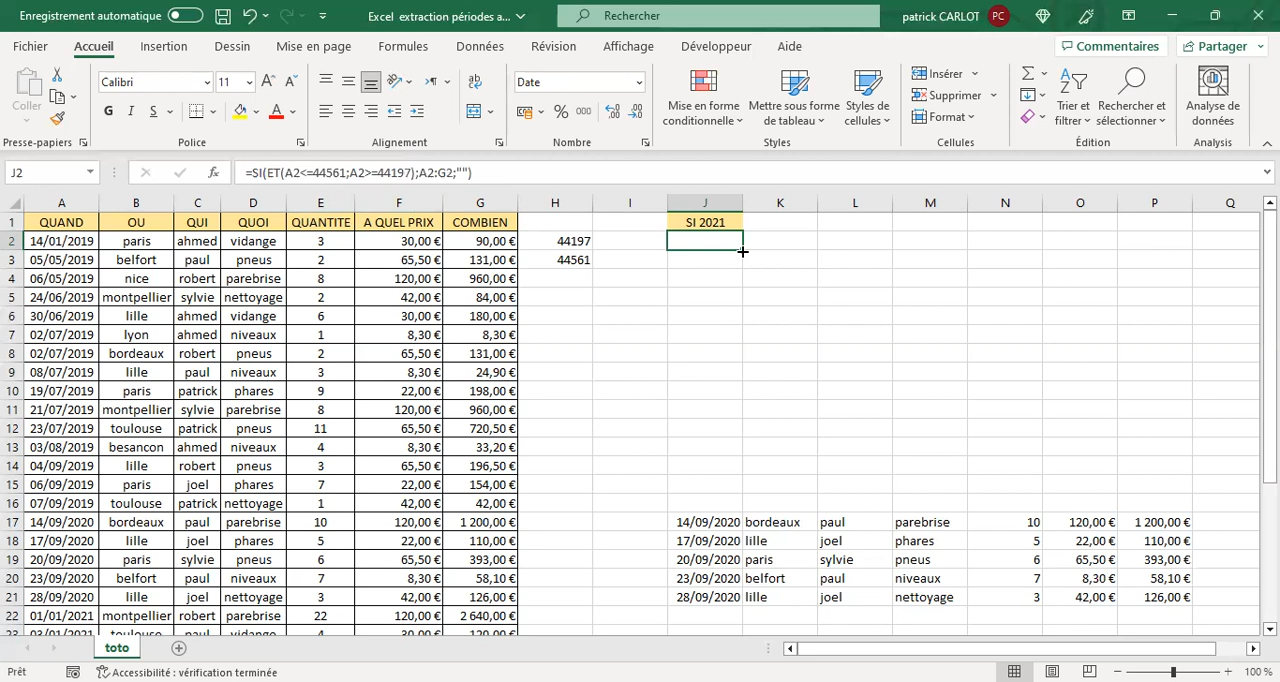 Enregistrement automatique
Excel extraction périodes a...
Rechercher
patrick CARLOT PC
Fichier Accueil Insertion Dessin Mise en page Formules Données Révision Affichage Développeur Aide
Commentaires Partager
Coller
Calibri 11
G I S
Date
% 000
Mise en forme conditionnelle
Mettre sous forme de tableau
Styles de cellules
Insérer
Supprimer
Format
Trier et filtrer
Rechercher et sélectionner
Analyse de données
Presse-papiers Police Alignement Nombre Styles Cellules Édition Analysis
J2 fx =SI(ET(A2<=44561;A2>=44197);A2:G2;"")
A B C D E F G H I J K L M N O P Q
1 QUAND OU QUI QUOI QUANTITE A QUEL PRIX COMBIEN SI 2021
2 14/01/2019 paris ahmed vidange 3 30,00 € 90,00 € 44197
3 05/05/2019 belfort paul pneus 2 65,50 € 131,00 € 44561
4 06/05/2019 nice robert parebrise 8 120,00 € 960,00 €
5 24/06/2019 montpellier sylvie nettoyage 2 42,00 € 84,00 €
6 30/06/2019 lille ahmed vidange 6 30,00 € 180,00 €
7 02/07/2019 lyon ahmed niveaux 1 8,30 € 8,30 €
8 02/07/2019 bordeaux robert pneus 2 65,50 € 131,00 €
9 08/07/2019 lille paul niveaux 3 8,30 € 24,90 €
10 19/07/2019 paris patrick phares 9 22,00 € 198,00 €
11 21/07/2019 montpellier sylvie parebrise 8 120,00 € 960,00 €
12 23/07/2019 toulouse patrick pneus 11 65,50 € 720,50 €
13 03/08/2019 besancon ahmed niveaux 4 8,30 € 33,20 €
14 04/09/2019 lille robert pneus 3 65,50 € 196,50 €
15 06/09/2019 paris joel phares 7 22,00 € 154,00 €
16 07/09/2019 toulouse patrick nettoyage 1 42,00 € 42,00 €
17 14/09/2020 bordeaux paul parebrise 10 120,00 € 1 200,00 € 14/09/2020 bordeaux paul parebrise 10 120,00 € 1 200,00 €
18 17/09/2020 lille joel phares 5 22,00 € 110,00 € 17/09/2020 lille joel phares 5 22,00 € 110,00 €
19 20/09/2020 paris sylvie pneus 6 65,50 € 393,00 € 20/09/2020 paris sylvie pneus 6 65,50 € 393,00 €
20 23/09/2020 belfort paul niveaux 7 8,30 € 58,10 € 23/09/2020 belfort paul niveaux 7 8,30 € 58,10 €
21 28/09/2020 lille joel nettoyage 3 42,00 € 126,00 € 28/09/2020 lille joel nettoyage 3 42,00 € 126,00 €
22 01/01/2021 montpellier robert parebrise 22 120,00 € 2 640,00 €
23 03/01/2021 toulouse paul vidange 4 30,00 € 120,00 €
toto
Prêt Accessibilité : vérification terminée 100 %